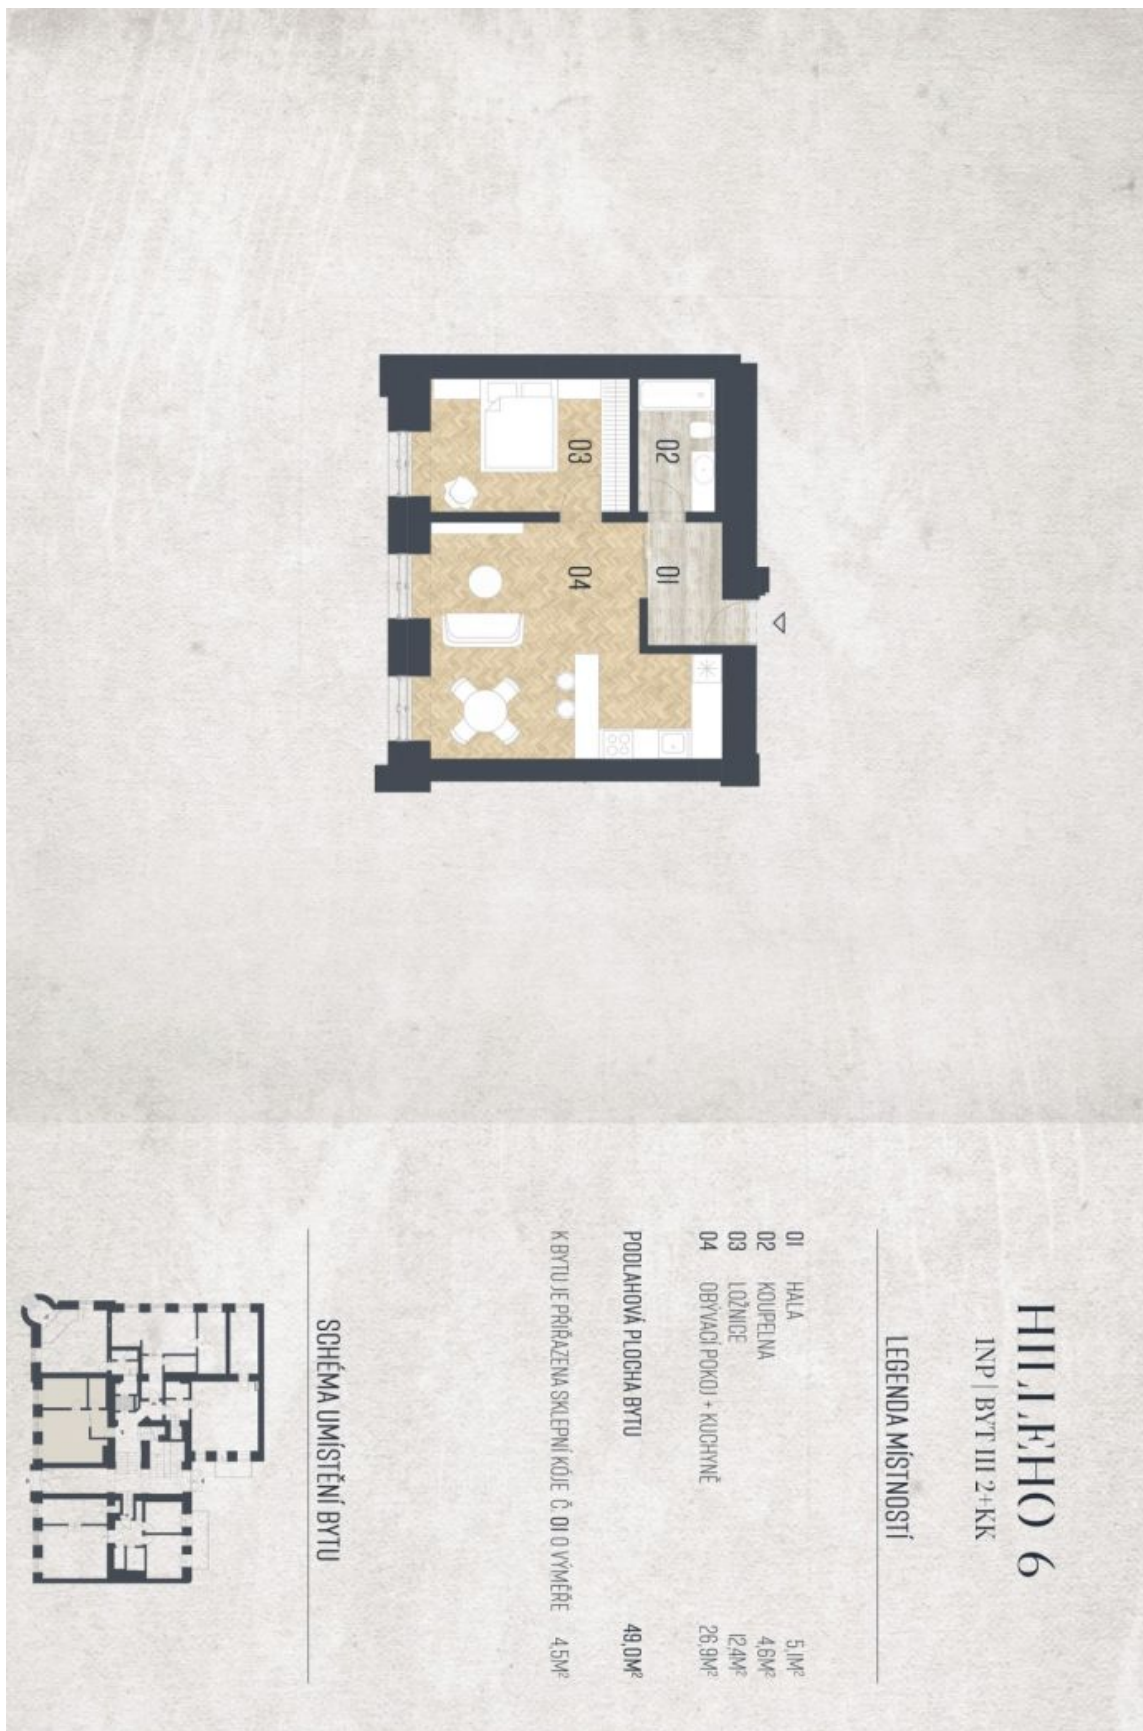 HILLEHO 6
1NP | BYT III 2+KK
LEGENDA MÍSTNOSTÍ
01 HALA 5,1M²
02 KOUPELNA 4,6M²
03 LOŽNICE 12,4M²
04 OBÝVACÍ POKOJ + KUCHYNĚ 26,9M²
PODLAHOVÁ PLOCHA BYTU 49,0M²
K BYTU JE PŘIŘAZENA SKLEPNÍ KÓJE Č. 01 O VÝMĚŘE 4,5M²
SCHÉMA UMÍSTĚNÍ BYTU
02
01
03
04